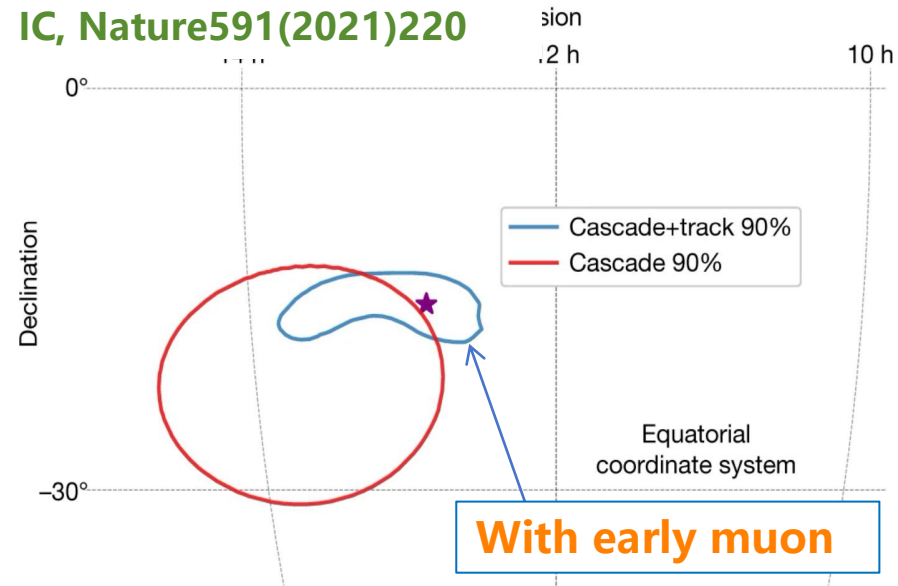 IC, Nature591(2021)220
sion
2 h
10 h
0°
Declination
Cascade+track 90%
Cascade 90%
Equatorial
coordinate system
–30°
With early muon